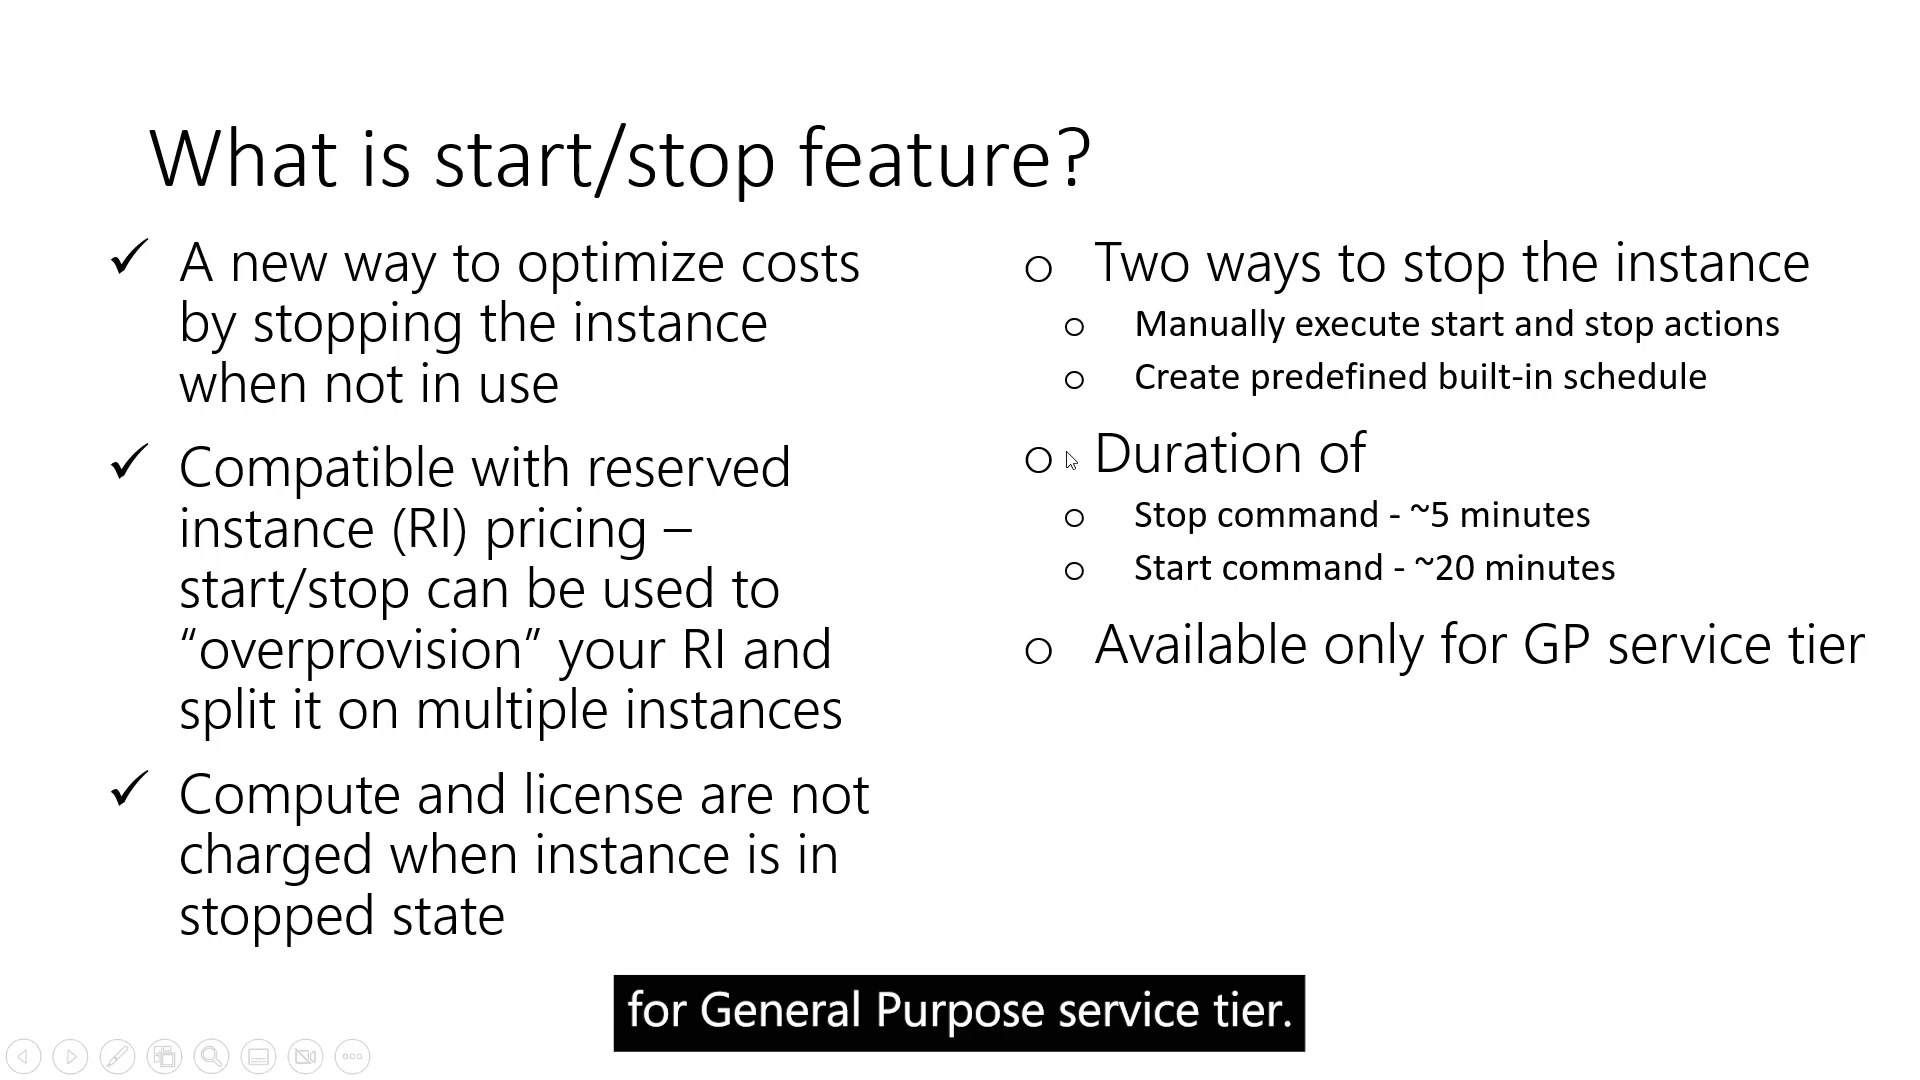 What is start/stop feature?
A new way to optimize costs
by stopping the instance
when not in use
Compatible with reserved
instance (RI) pricing –
start/stop can be used to
“overprovision” your RI and
split it on multiple instances
Compute and license are not
charged when instance is in
stopped state
Two ways to stop the instance
Manually execute start and stop actions
Create predefined built-in schedule
Duration of
Stop command - ~5 minutes
Start command - ~20 minutes
Available only for GP service tier
for General Purpose service tier.